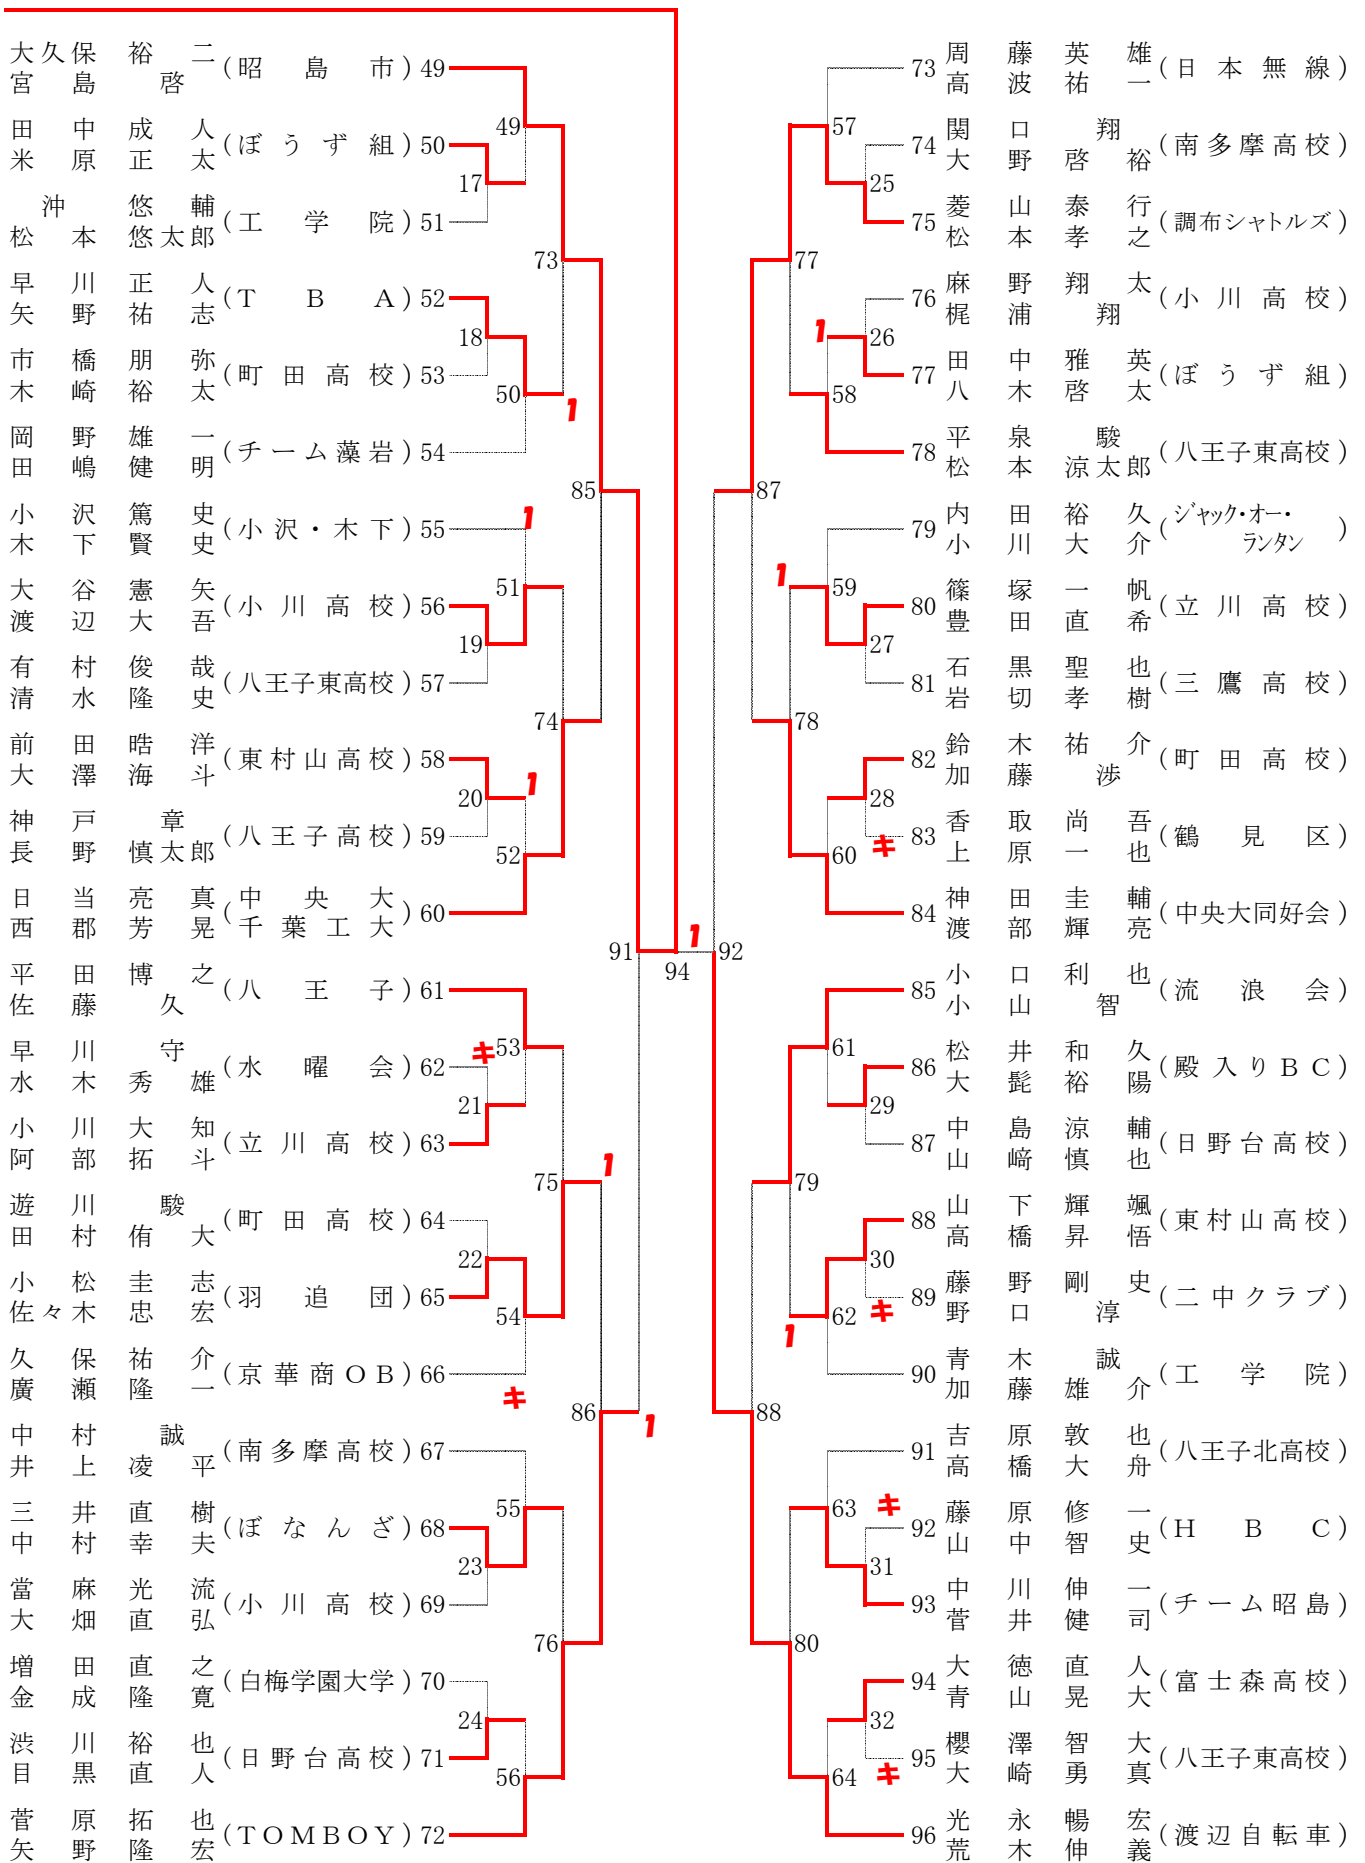 大久保 裕二 宮島 啓 (昭島市) 49
田中 成人 米原 正太 (ぼうず組) 50
沖 悠輔 松本 悠太郎 (工学院) 51
早川 正人 矢野 祐志 (TBA) 52
市橋 朋弥 木崎 裕太 (町田高校) 53
岡野 雄一 田嶋 健明 (チーム藻岩) 54
小沢 篤史 木下 賢史 (小沢・木下) 55
大谷 憲矢 渡辺 大吾 (小川高校) 56
有村 俊哉 清水 隆史 (八王子東高校) 57
前田 晧洋 大澤 海斗 (東村山高校) 58
神戸 章 長野 慎太郎 (八王子高校) 59
日当 亮真 西郡 芳晃 (中央大 千葉工大) 60
平田 博之 佐藤 久 (八王子) 61
早川 守 水木 秀雄 (水曜会) 62
小川 大知 阿部 拓斗 (立川高校) 63
遊川 駿 田村 侑大 (町田高校) 64
小松 圭志 佐々木 忠宏 (羽追団) 65
久保 祐介 廣瀬 隆一 (京華商OB) 66
中村 誠 井上 凌平 (南多摩高校) 67
三井 直樹 中村 幸夫 (ぼなんざ) 68
當麻 光流 大畑 直弘 (小川高校) 69
増田 直之 金成 隆寛 (白梅学園大学) 70
渋川 裕也 目黒 直人 (日野台高校) 71
菅原 拓也 矢野 隆宏 (TOMBOY) 72
49
17
73
18
50
1
85
1
51
19
74
20
1
52
91
94
1
92
53
キ
21
75
1
22
54
キ
86
1
55
23
76
24
56
57
25
77
1
26
58
87
1
59
27
78
28
キ
60
61
29
79
30
キ
62
1
88
63
キ
31
80
32
キ
64
73 周藤 英雄 高波 祐一 (日本無線)
74 関口 翔 大野 啓裕 (南多摩高校)
75 菱山 泰行 松本 孝之 (調布シャトルズ)
76 麻野 翔太 梶浦 翔 (小川高校)
77 田中 雅英 八木 啓太 (ぼうず組)
78 平泉 駿 松本 涼太郎 (八王子東高校)
79 内田 裕久 小川 大介 (ジャック・オー・ランタン)
80 篠塚 一帆 豊田 直希 (立川高校)
81 石黒 聖也 岩切 孝樹 (三鷹高校)
82 鈴木 祐介 加藤 渉 (町田高校)
83 香取 尚吾 上原 一也 (鶴見区)
84 神田 圭輔 渡部 輝亮 (中央大同好会)
85 小口 利也 小山 智 (流浪会)
86 松井 和久 大髭 裕陽 (殿入りBC)
87 中島 涼輔 山﨑 慎也 (日野台高校)
88 山下 輝颯 高橋 昇悟 (東村山高校)
89 藤野 剛史 野口 淳 (二中クラブ)
90 青木 誠 加藤 雄介 (工学院)
91 吉原 敦也 高橋 大舟 (八王子北高校)
92 藤原 修一 山中 智史 (HBC)
93 中川 伸一 菅井 健司 (チーム昭島)
94 大徳 直人 青山 晃大 (富士森高校)
95 櫻澤 智大 大崎 勇真 (八王子東高校)
96 光永 暢宏 荒木 伸義 (渡辺自転車)